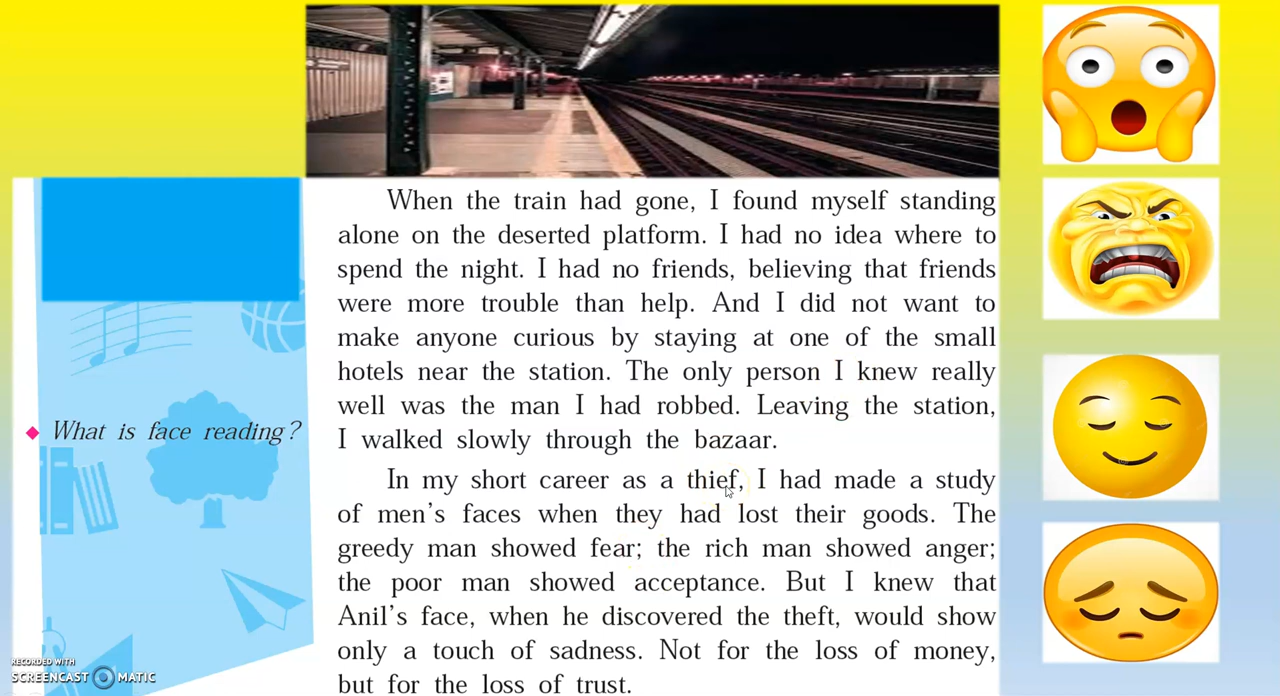 When the train had gone, I found myself standing
alone on the deserted platform. I had no idea where to
spend the night. I had no friends, believing that friends
were more trouble than help. And I did not want to
make anyone curious by staying at one of the small
hotels near the station. The only person I knew really
well was the man I had robbed. Leaving the station,
I walked slowly through the bazaar.
What is face reading?
In my short career as a thief, I had made a study
of men's faces when they had lost their goods. The
greedy man showed fear; the rich man showed anger;
the poor man showed acceptance. But I knew that
Anil's face, when he discovered the theft, would show
only a touch of sadness. Not for the loss of money,
but for the loss of trust.
RECORDED WITH
SCREENCAST MATIC